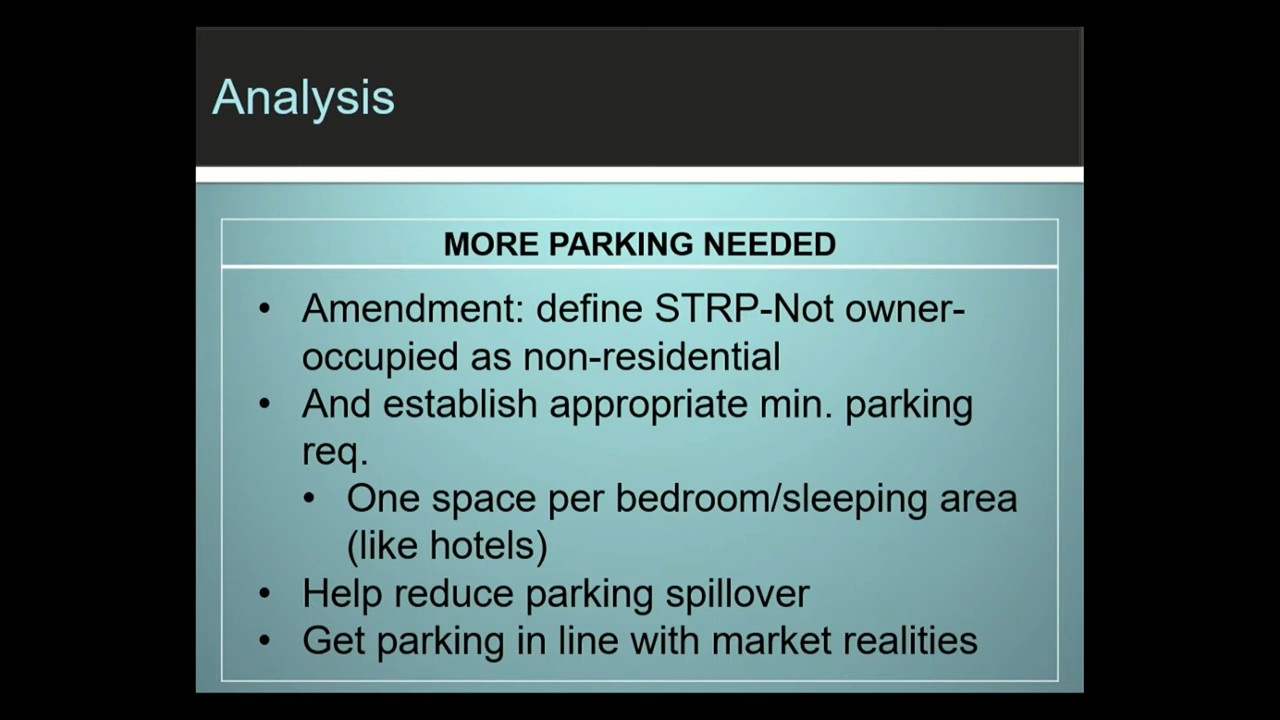 Analysis
MORE PARKING NEEDED
• Amendment: define STRP-Not owner-
occupied as non-residential
• And establish appropriate min. parking
req.
• One space per bedroom/sleeping area
(like hotels)
• Help reduce parking spillover
• Get parking in line with market realities